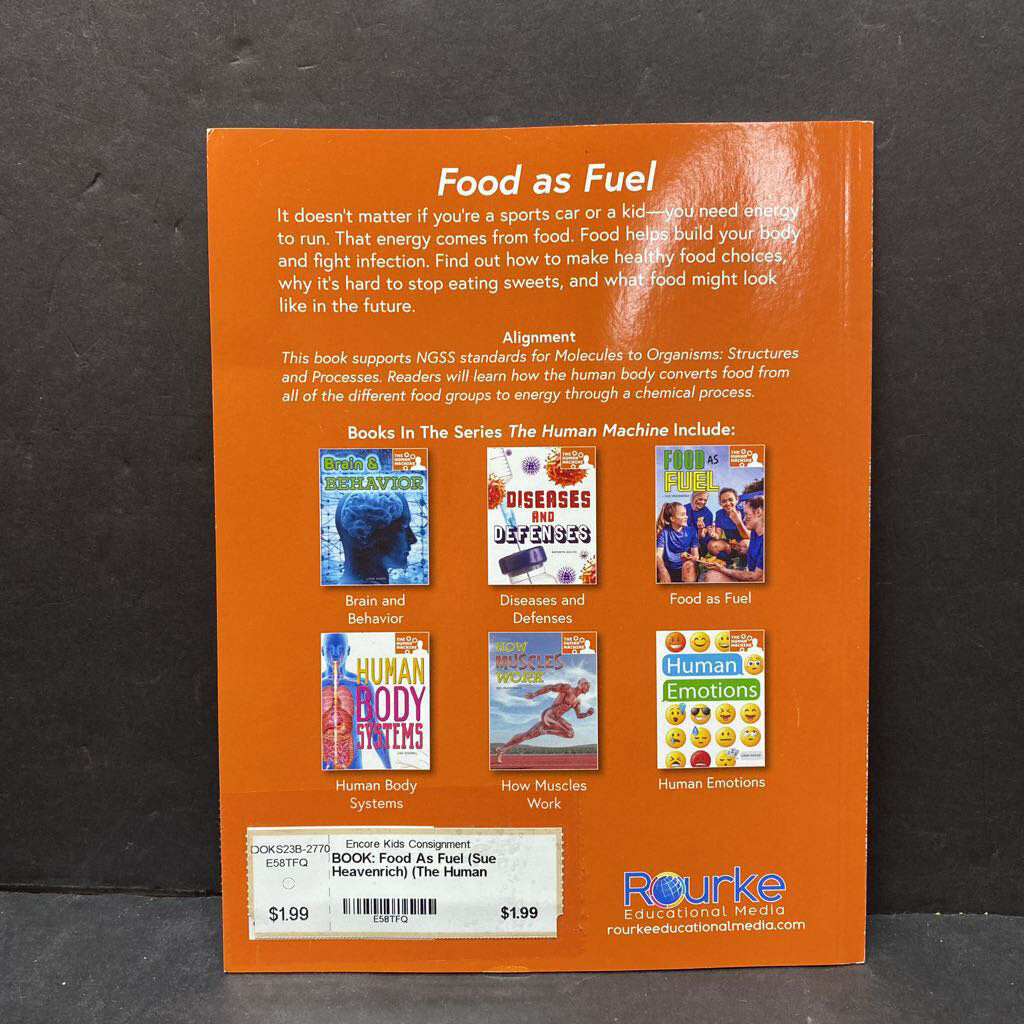 Food as Fuel
It doesn't matter if you're a sports car or a kid—you need energy
to run. That energy comes from food. Food helps build your body
and fight infection. Find out how to make healthy food choices,
why it's hard to stop eating sweets, and what food might look
like in the future.
Alignment
This book supports NGSS standards for Molecules to Organisms: Structures
and Processes. Readers will learn how the human body converts food from
all of the different food groups to energy through a chemical process.
Books In The Series The Human Machine Include:
Brain &
BEHAVIOR
THE
HUMAN
MACHINE
DISEASES
AND
DEFENSES
FOOD AS
FUEL
Brain and
Behavior
Diseases and
Defenses
Food as Fuel
THE
HUMAN
MACHINE
HUMAN
BODY
SYSTEMS
HOW
MUSCLES
WORK
Human
Emotions
Human Body
Systems
How Muscles
Work
Human Emotions
OOKS23B-2770
E58TFQ
$1.99
Encore Kids Consignment
BOOK: Food As Fuel (Sue
Heavenrich) (The Human
E58TFQ
$1.99
Rourke
Educational Media
rourkeeducationalmedia.com